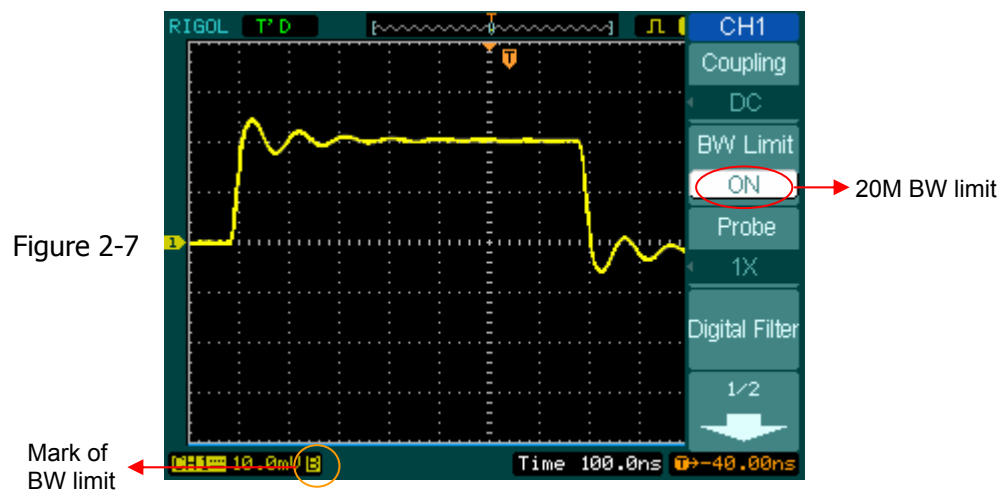 RIGOL T'D T CH1
T
Coupling
DC
BW Limit
ON
20M BW limit
Probe
Figure 2-7
1
1X
Digital Filter
1/2
Mark of
BW limit
CH1 10.0mV B Time 100.0ns T→-40.00ns